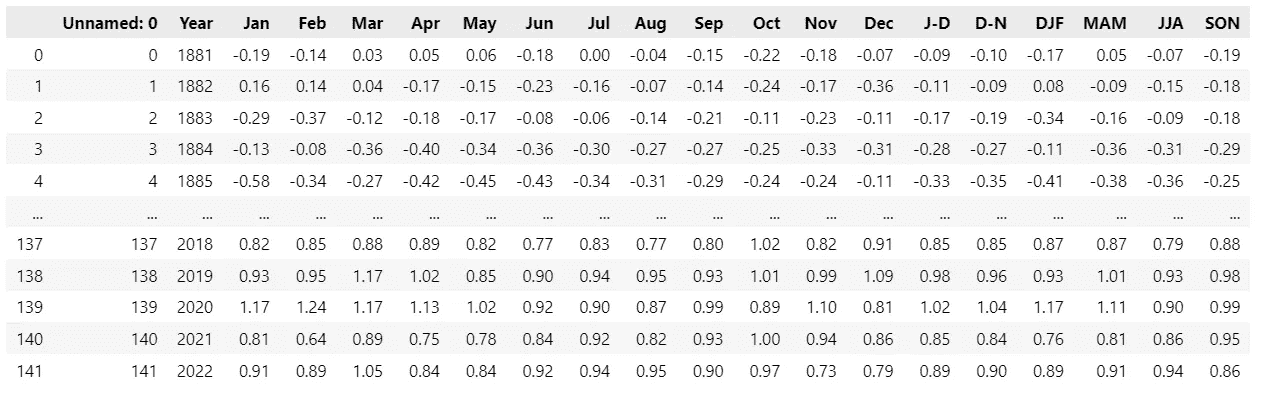 Unnamed: 0 Year Jan Feb Mar Apr May Jun Jul Aug Sep Oct Nov Dec J-D D-N DJF MAM JJA SON
0 0 1881 -0.19 -0.14 0.03 0.05 0.06 -0.18 0.00 -0.04 -0.15 -0.22 -0.18 -0.07 -0.09 -0.10 -0.17 0.05 -0.07 -0.19
1 1 1882 0.16 0.14 0.04 -0.17 -0.15 -0.23 -0.16 -0.07 -0.14 -0.24 -0.17 -0.36 -0.11 -0.09 0.08 -0.09 -0.15 -0.18
2 2 1883 -0.29 -0.37 -0.12 -0.18 -0.17 -0.08 -0.06 -0.14 -0.21 -0.11 -0.23 -0.11 -0.17 -0.19 -0.34 -0.16 -0.09 -0.18
3 3 1884 -0.13 -0.08 -0.36 -0.40 -0.34 -0.36 -0.30 -0.27 -0.27 -0.25 -0.33 -0.31 -0.28 -0.27 -0.11 -0.36 -0.31 -0.29
4 4 1885 -0.58 -0.34 -0.27 -0.42 -0.45 -0.43 -0.34 -0.31 -0.29 -0.24 -0.24 -0.11 -0.33 -0.35 -0.41 -0.38 -0.36 -0.25
... ... ... ... ... ... ... ... ... ... ... ... ... ... ... ... ... ... ... ...
137 137 2018 0.82 0.85 0.88 0.89 0.82 0.77 0.83 0.77 0.80 1.02 0.82 0.91 0.85 0.85 0.87 0.87 0.79 0.88
138 138 2019 0.93 0.95 1.17 1.02 0.85 0.90 0.94 0.95 0.93 1.01 0.99 1.09 0.98 0.96 0.93 1.01 0.93 0.98
139 139 2020 1.17 1.24 1.17 1.13 1.02 0.92 0.90 0.87 0.99 0.89 1.10 0.81 1.02 1.04 1.17 1.11 0.90 0.99
140 140 2021 0.81 0.64 0.89 0.75 0.78 0.84 0.92 0.82 0.93 1.00 0.94 0.86 0.85 0.84 0.76 0.81 0.86 0.95
141 141 2022 0.91 0.89 1.05 0.84 0.84 0.92 0.94 0.95 0.90 0.97 0.73 0.79 0.89 0.90 0.89 0.91 0.94 0.86